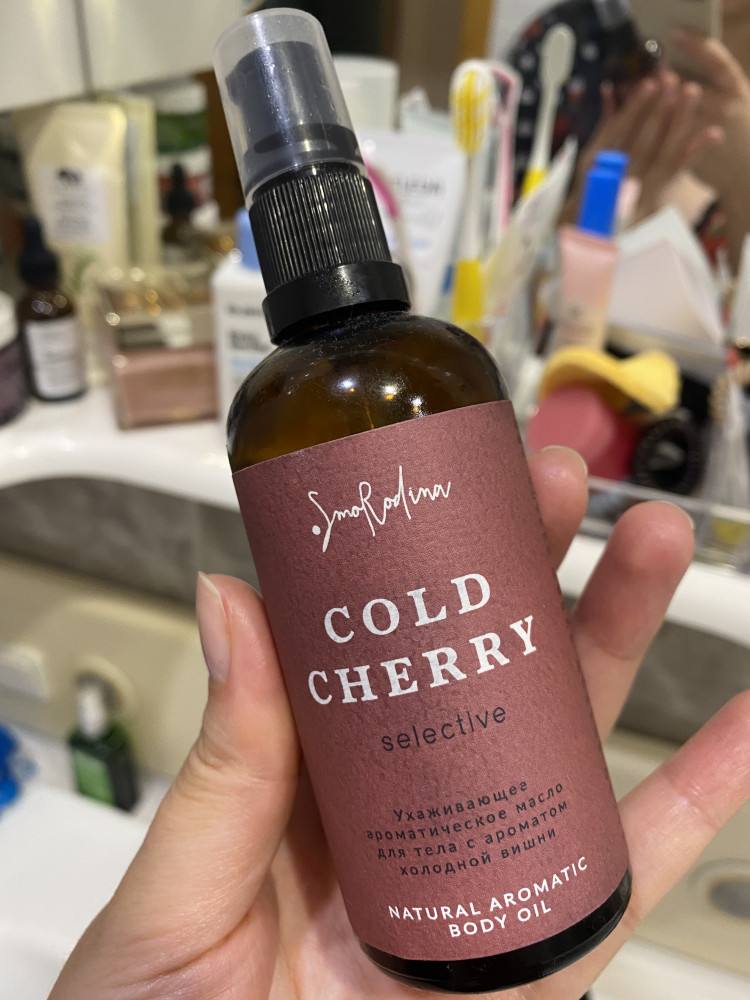 SmoRodina
COLD
CHERRY
selective
Ухаживающее
ароматическое масло
для тела с ароматом
холодной вишни
NATURAL AROMATIC
BODY OIL